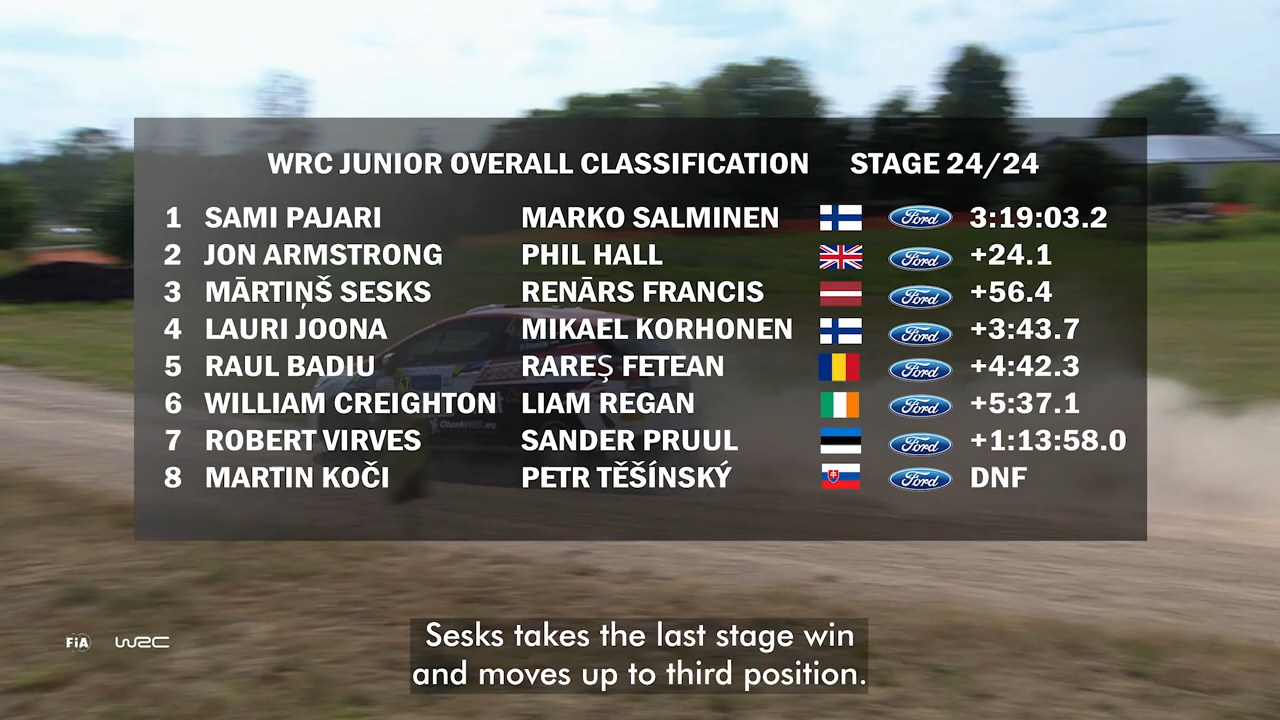 WRC JUNIOR OVERALL CLASSIFICATION STAGE 24/24
1 SAMI PAJARI MARKO SALMINEN Ford 3:19:03.2
2 JON ARMSTRONG PHIL HALL Ford +24.1
3 MĀRTIŅŠ SESKS RENĀRS FRANCIS Ford +56.4
4 LAURI JOONA MIKAEL KORHONEN Ford +3:43.7
5 RAUL BADIU RAREŞ FETEAN Ford +4:42.3
6 WILLIAM CREIGHTON LIAM REGAN Ford +5:37.1
7 ROBERT VIRVES SANDER PRUUL Ford +1:13:58.0
8 MARTIN KOČI PETR TĚŠÍNSKÝ Ford DNF
FIA WRC
Sesks takes the last stage win
and moves up to third position.